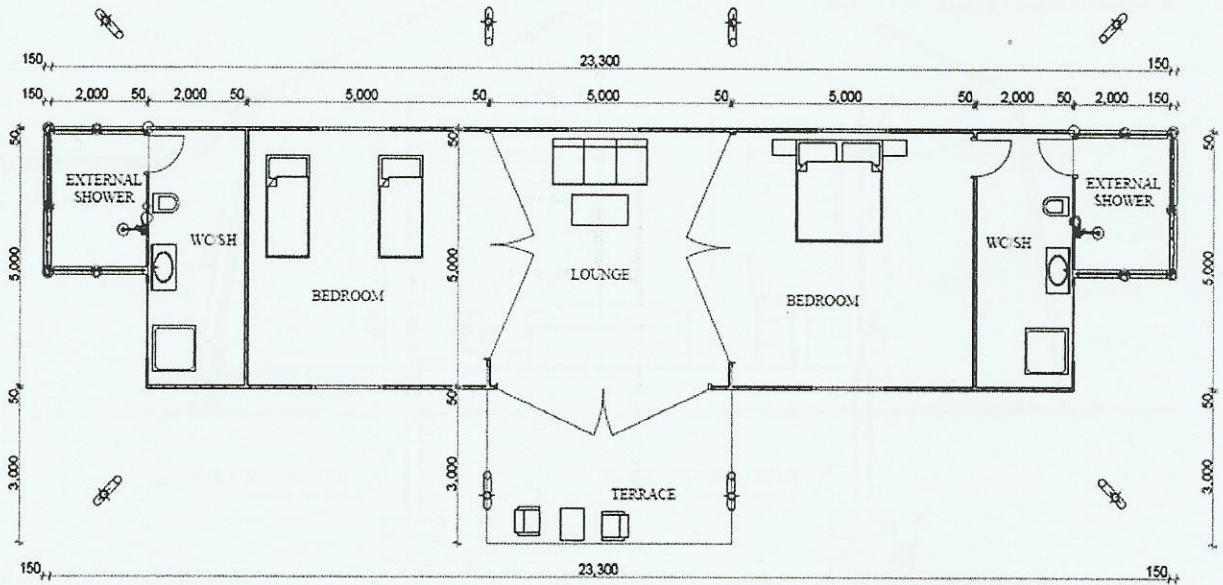 150 23,300 150
150 2,000 50 2,000 50 5,000 50 5,000 50 5,000 50 2,000 50 2,000 150
50 50 50
EXTERNAL
SHOWER
EXTERNAL
SHOWER
WC/SH
WC/SH
5,000 5,000 5,000
LOUNGE
BEDROOM
BEDROOM
50 50 50
3,000 3,000 3,000
TERRACE
150 23,300 150